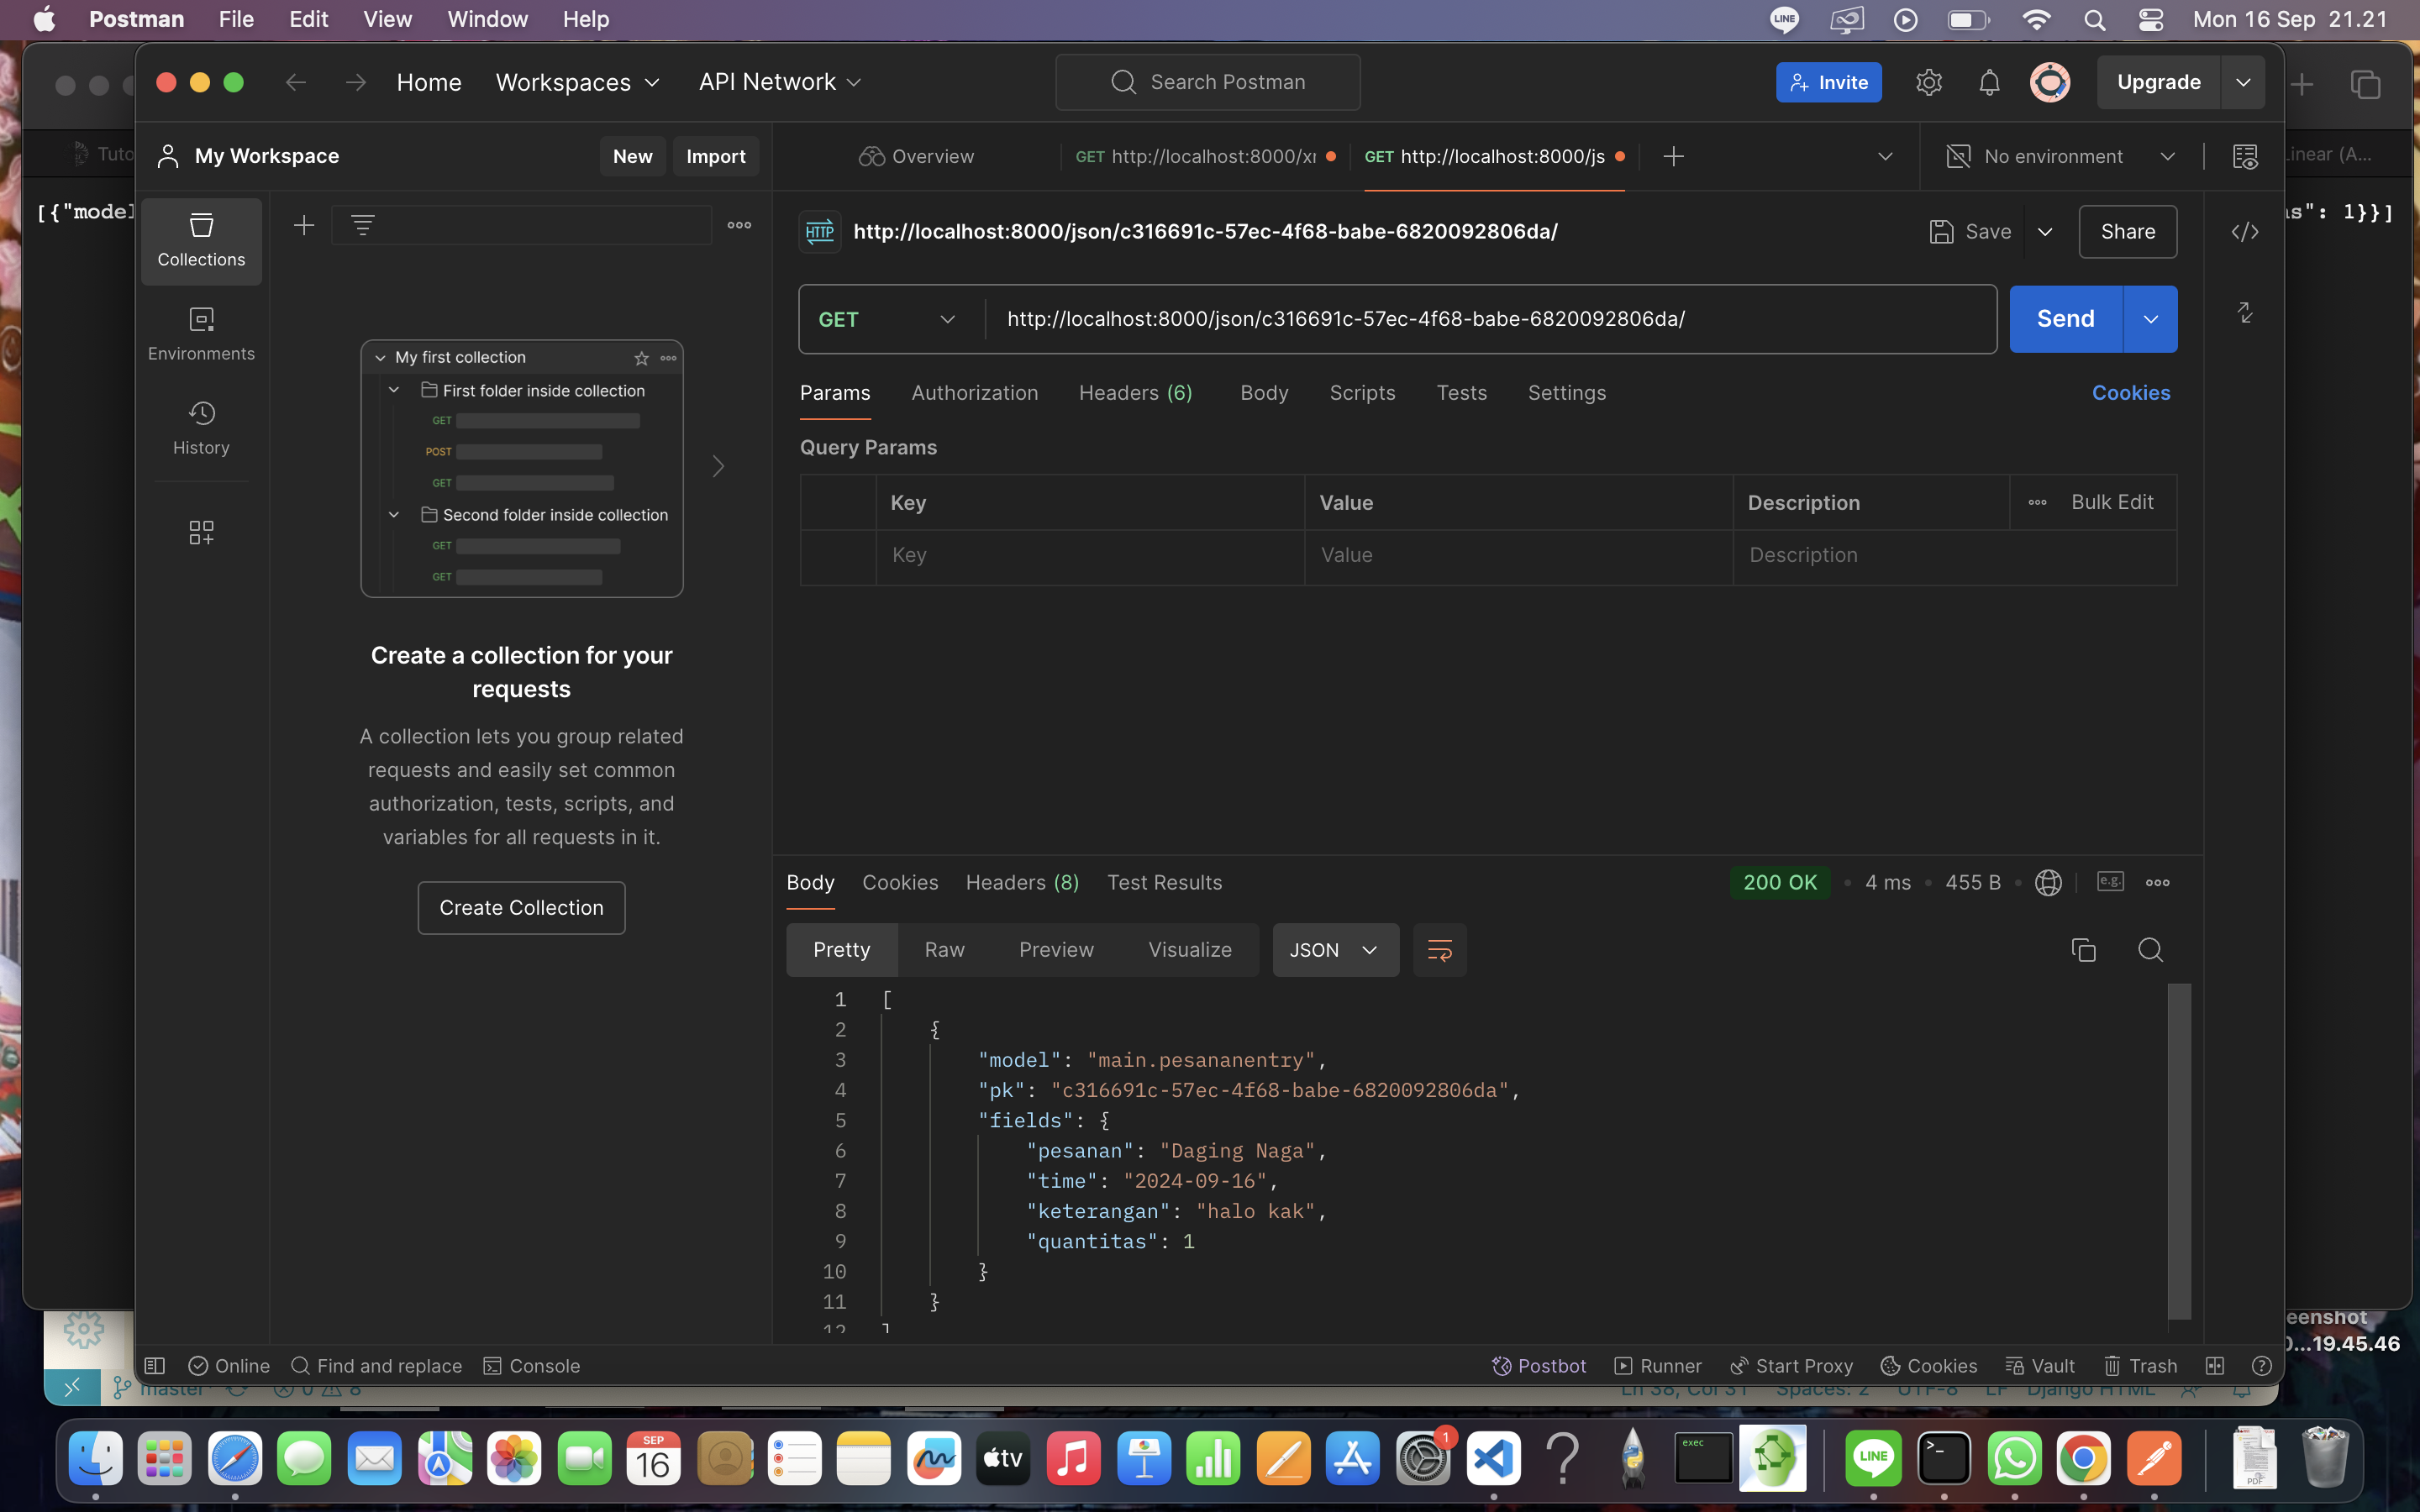 Postman File Edit View Window Help
LINE
Mon 16 Sep 21.21
Home Workspaces API Network
Search Postman
Invite
Upgrade
Tuto
My Workspace
New Import
Overview
GET http://localhost:8000/xr
GET http://localhost:8000/js
No environment
Linear (A...
[{"model
s": 1}}]
Collections
Environments
History
My first collection
First folder inside collection
GET
POST
GET
Second folder inside collection
GET
GET
Create a collection for your
requests
A collection lets you group related
requests and easily set common
authorization, tests, scripts, and
variables for all requests in it.
Create Collection
HTTP http://localhost:8000/json/c316691c-57ec-4f68-babe-6820092806da/
Save Share
GET http://localhost:8000/json/c316691c-57ec-4f68-babe-6820092806da/
Send
Params Authorization Headers (6) Body Scripts Tests Settings Cookies
Query Params
Key Value Description Bulk Edit
Key Value Description
Body Cookies Headers (8) Test Results
200 OK • 4 ms • 455 B •
e.g.
Pretty Raw Preview Visualize JSON
1 [
2 {
3 "model": "main.pesananentry",
4 "pk": "c316691c-57ec-4f68-babe-6820092806da",
5 "fields": {
6 "pesanan": "Daging Naga",
7 "time": "2024-09-16",
8 "keterangan": "halo kak",
9 "quantitas": 1
10 }
11 }
12 ]
Online Find and replace Console
Postbot Runner Start Proxy Cookies Vault Trash
eenshot
0...19.45.46
master 0 8
Ln 38, Col 31 Spaces: 2 UTF-8 LF Django HTML
SEP
16
tv
1
exec
LINE
PDF